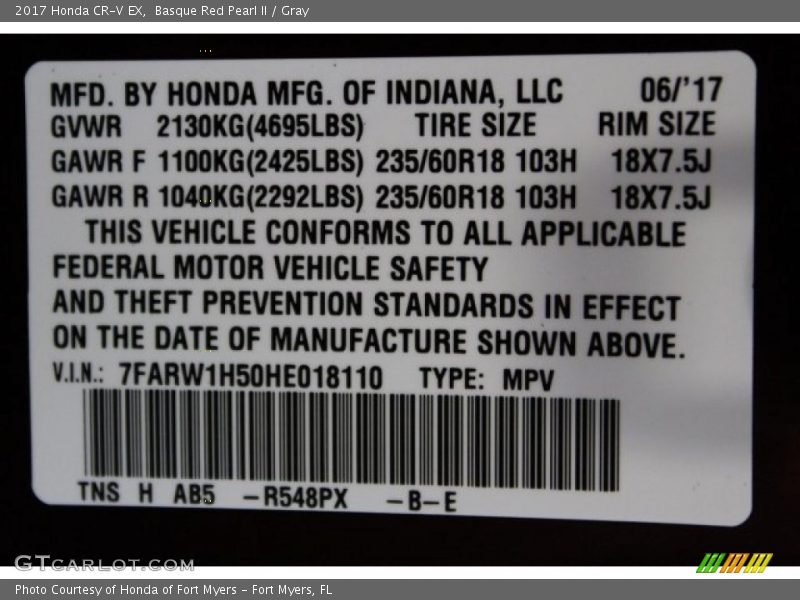 2017 Honda CR-V EX,  Basque Red Pearl II / Gray
MFD. BY HONDA MFG. OF INDIANA, LLC 06/'17
GVWR 2130KG(4695LBS) TIRE SIZE RIM SIZE
GAWR F 1100KG(2425LBS) 235/60R18 103H 18X7.5J
GAWR R 1040KG(2292LBS) 235/60R18 103H 18X7.5J
THIS VEHICLE CONFORMS TO ALL APPLICABLE
FEDERAL MOTOR VEHICLE SAFETY
AND THEFT PREVENTION STANDARDS IN EFFECT
ON THE DATE OF MANUFACTURE SHOWN ABOVE.
V.I.N.: 7FARW1H50HE018110 TYPE: MPV
TNS H AB5 -R548PX -B-E
GTCARLOT.COM
Photo Courtesy of Honda of Fort Myers - Fort Myers, FL